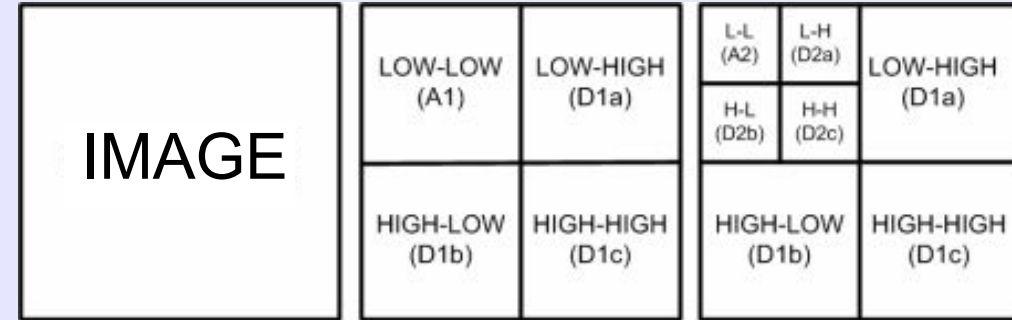 IMAGE
LOW-LOW
(A1)
LOW-HIGH
(D1a)
HIGH-LOW
(D1b)
HIGH-HIGH
(D1c)
L-L
(A2)
L-H
(D2a)
H-L
(D2b)
H-H
(D2c)
LOW-HIGH
(D1a)
HIGH-LOW
(D1b)
HIGH-HIGH
(D1c)